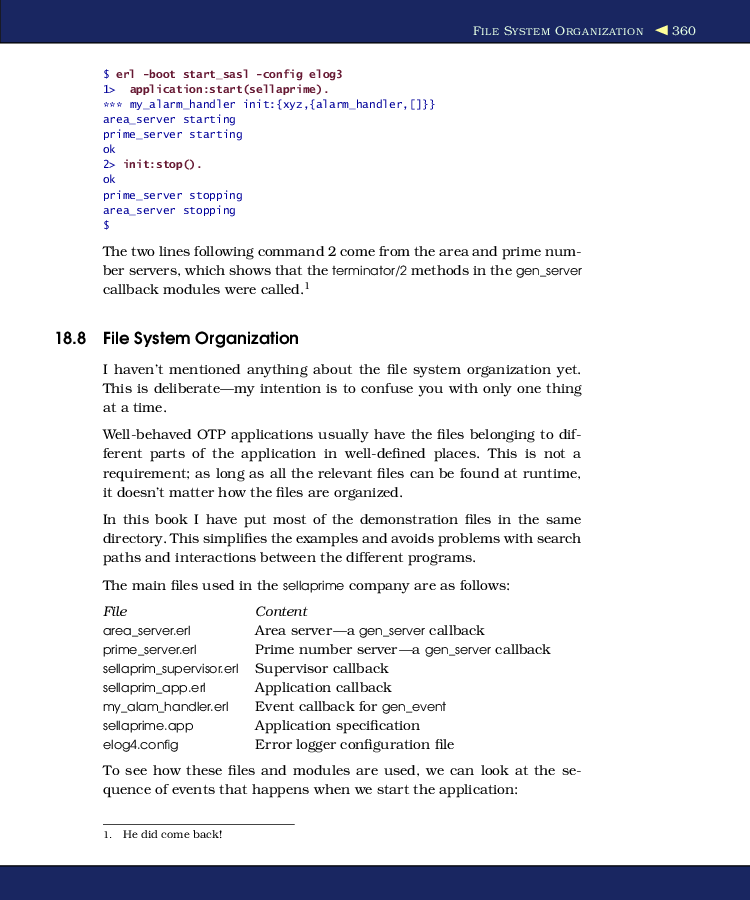 FILE SYSTEM ORGANIZATION ◀ 360
$ erl -boot start_sasl -config elog3
1> application:start(sellaprime).
*** my_alarm_handler init:{xyz,{alarm_handler,[]}}
area_server starting
prime_server starting
ok
2> init:stop().
ok
prime_server stopping
area_server stopping
$
The two lines following command 2 come from the area and prime num-
ber servers, which shows that the terminator/2 methods in the gen_server
callback modules were called.1
18.8 File System Organization
I haven't mentioned anything about the file system organization yet.
This is deliberate—my intention is to confuse you with only one thing
at a time.
Well-behaved OTP applications usually have the files belonging to dif-
ferent parts of the application in well-defined places. This is not a
requirement; as long as all the relevant files can be found at runtime,
it doesn't matter how the files are organized.
In this book I have put most of the demonstration files in the same
directory. This simplifies the examples and avoids problems with search
paths and interactions between the different programs.
The main files used in the sellaprime company are as follows:
File Content
area_server.erl Area server—a gen_server callback
prime_server.erl Prime number server—a gen_server callback
sellaprim_supervisor.erl Supervisor callback
sellaprim_app.erl Application callback
my_alam_handler.erl Event callback for gen_event
sellaprime.app Application specification
elog4.config Error logger configuration file
To see how these files and modules are used, we can look at the se-
quence of events that happens when we start the application:
1. He did come back!